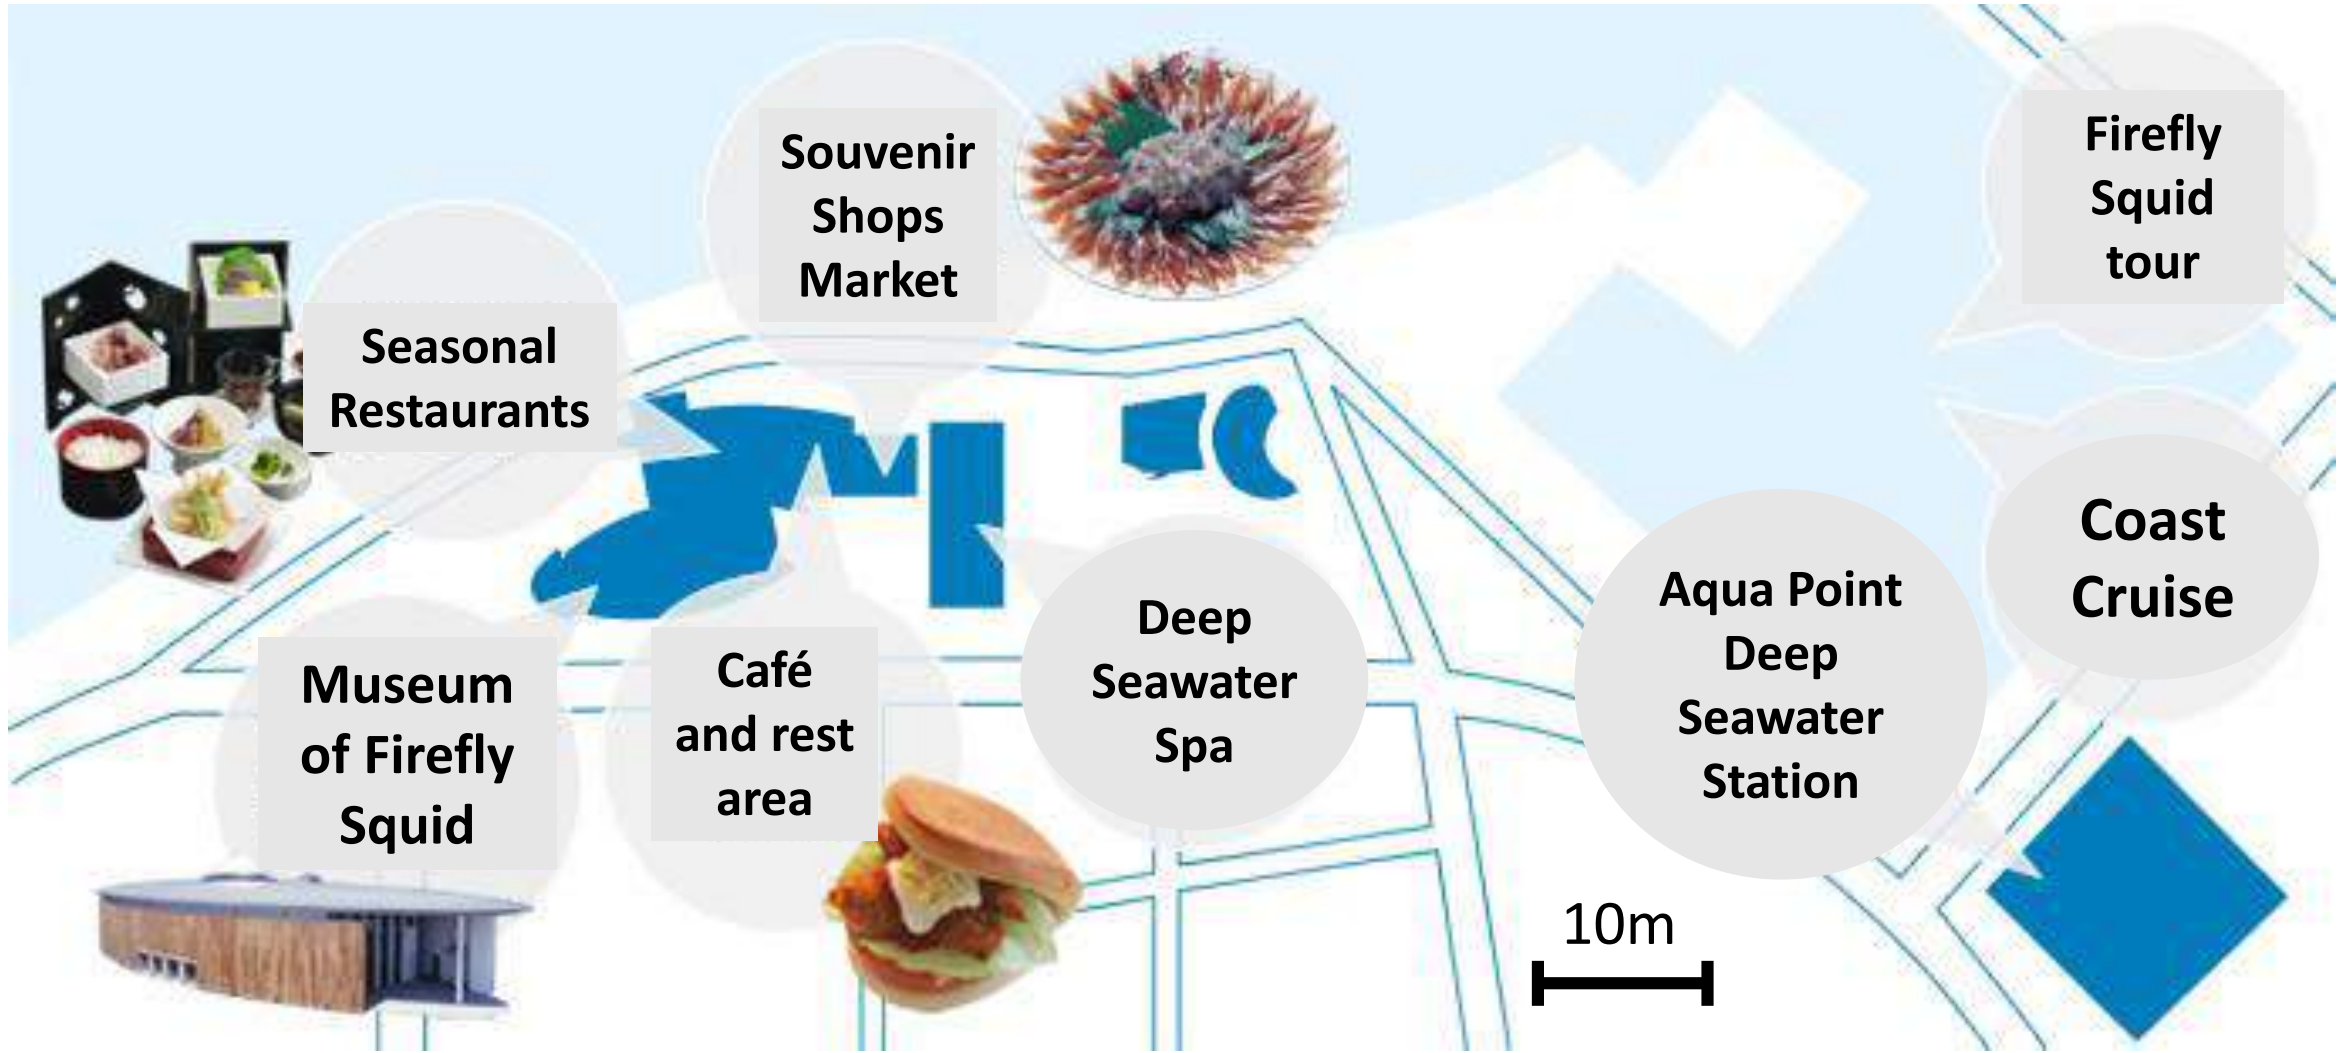 Souvenir
Shops
Market
Firefly
Squid
tour
Seasonal
Restaurants
Coast
Cruise
Aqua Point
Deep
Seawater
Station
Deep
Seawater
Spa
Museum
of Firefly
Squid
Café
and rest
area
10m